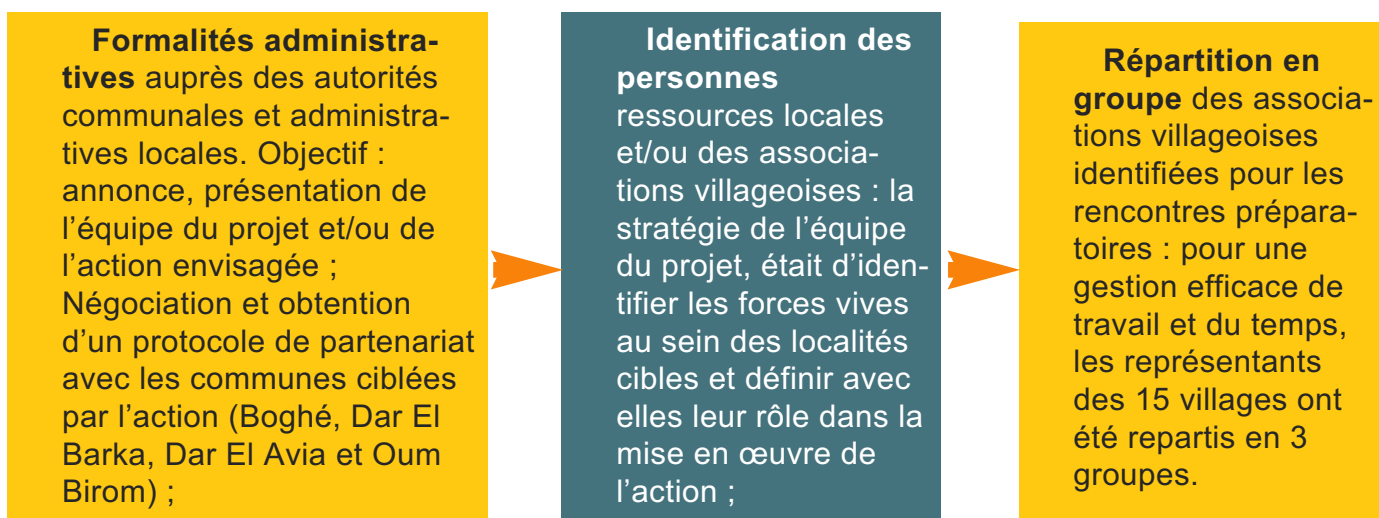 Formalités administra-
tives auprès des autorités
communales et administra-
tives locales. Objectif :
annonce, présentation de
l’équipe du projet et/ou de
l’action envisagée ;
Négociation et obtention
d’un protocole de partenariat
avec les communes ciblées
par l’action (Boghé, Dar El
Barka, Dar El Avia et Oum
Birom) ;
Identification des
personnes
ressources locales
et/ou des associa-
tions villageoises : la
stratégie de l’équipe
du projet, était d’iden-
tifier les forces vives
au sein des localités
cibles et définir avec
elles leur rôle dans la
mise en œuvre de
l’action ;
Répartition en
groupe des associa-
tions villageoises
identifiées pour les
rencontres prépara-
toires : pour une
gestion efficace de
travail et du temps,
les représentants
des 15 villages ont
été repartis en 3
groupes.